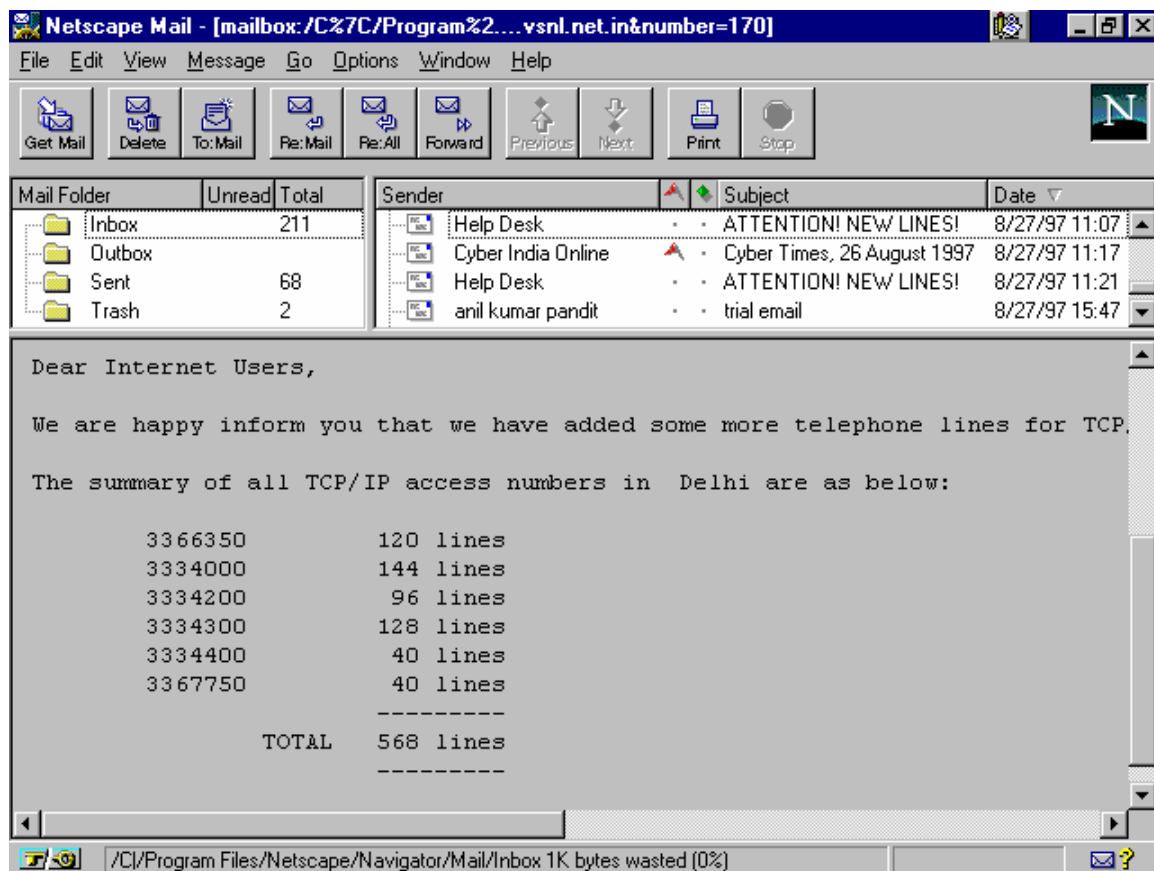 Netscape Mail - [mailbox:/C%7C/Program%2....vsnl.net.in&number=170]
File Edit View Message Go Options Window Help
Get Mail Delete To:Mail Re:Mail Re:All Forward Previous Next Print Stop
N
Mail Folder Unread Total
Inbox 211
Outbox
Sent 68
Trash 2
Sender Subject Date
Help Desk ATTENTION! NEW LINES! 8/27/97 11:07
Cyber India Online Cyber Times, 26 August 1997 8/27/97 11:17
Help Desk ATTENTION! NEW LINES! 8/27/97 11:21
anil kumar pandit trial email 8/27/97 15:47
Dear Internet Users,
We are happy inform you that we have added some more telephone lines for TCP
The summary of all TCP/IP access numbers in Delhi are as below:
3366350 120 lines
3334000 144 lines
3334200 96 lines
3334300 128 lines
3334400 40 lines
3367750 40 lines
---------
TOTAL 568 lines
---------
/C|/Program Files/Netscape/Navigator/Mail/Inbox 1K bytes wasted (0%)